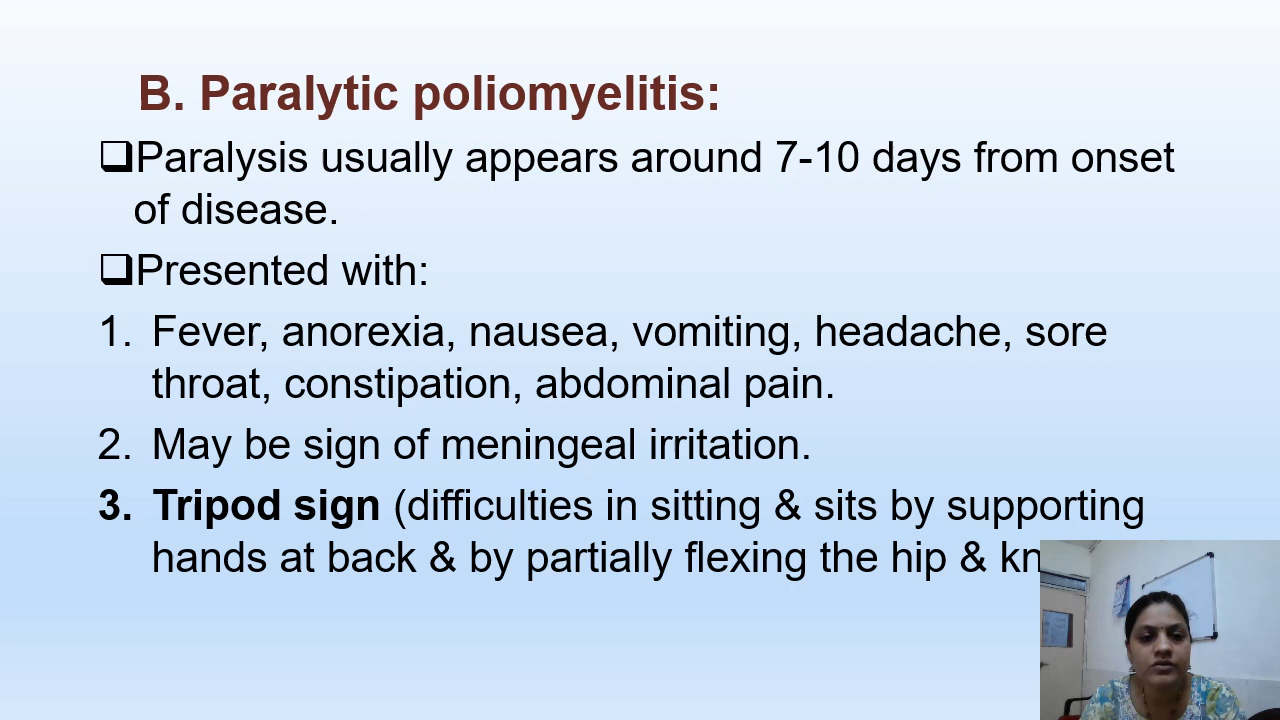 B. Paralytic poliomyelitis:
❑Paralysis usually appears around 7-10 days from onset
of disease.
❑Presented with:
1. Fever, anorexia, nausea, vomiting, headache, sore
throat, constipation, abdominal pain.
2. May be sign of meningeal irritation.
3. Tripod sign (difficulties in sitting & sits by supporting
hands at back & by partially flexing the hip &